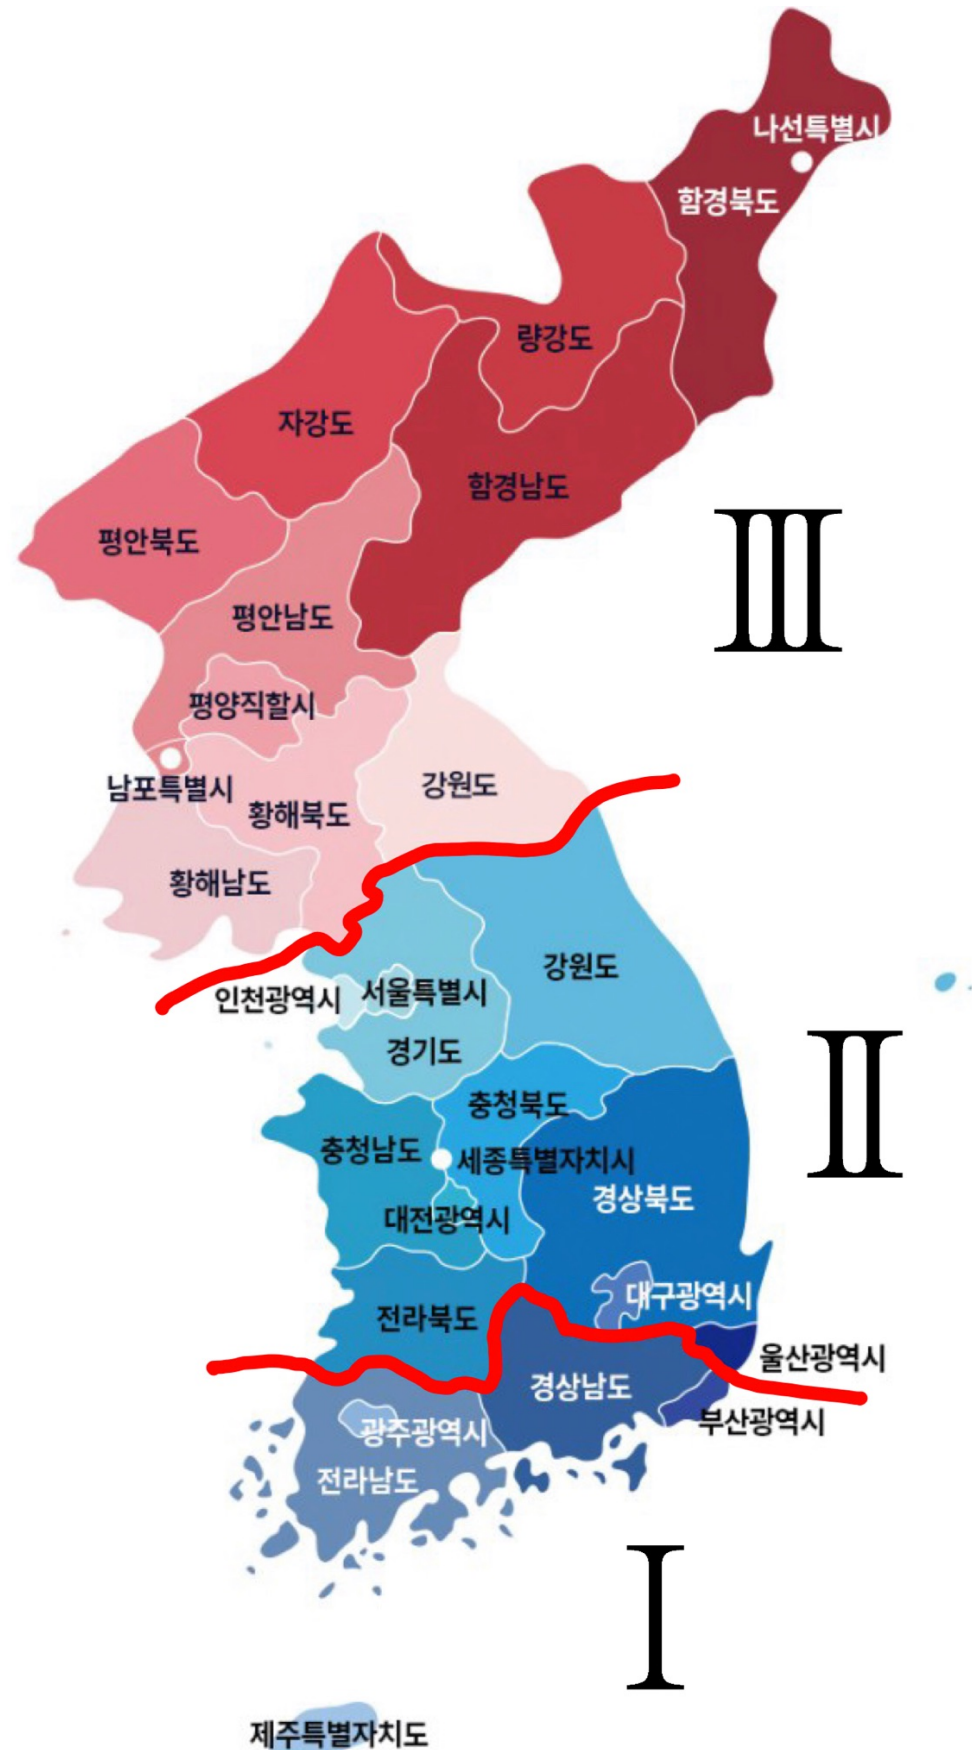 나선특별시
함경북도
량강도
자강도
함경남도
평안북도
III
평안남도
평양직할시
강원도
남포특별시
황해북도
황해남도
강원도
서울특별시
인천광역시
경기도
충청북도
II
충청남도
세종특별자치시
경상북도
대전광역시
대구광역시
전라북도
울산광역시
경상남도
부산광역시
광주광역시
전라남도
I
제주특별자치도